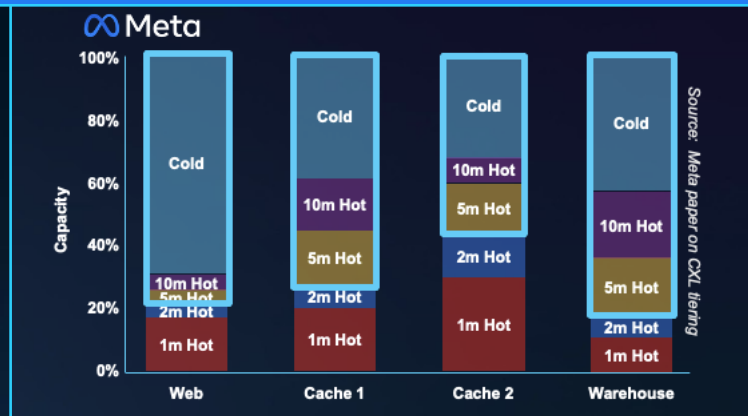 Meta
100%
80%
60%
40%
20%
0%
Capacity
Cold
10m Hot
5m Hot
2m Hot
1m Hot
Web
Cold
10m Hot
5m Hot
2m Hot
1m Hot
Cache 1
Cold
10m Hot
5m Hot
2m Hot
1m Hot
Cache 2
Cold
10m Hot
5m Hot
2m Hot
1m Hot
Warehouse
Source: Meta paper on CXL tiering